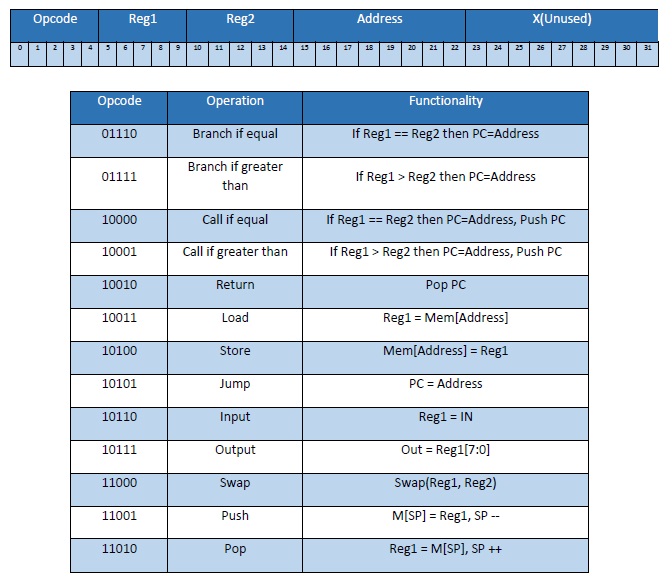 Opcode Reg1 Reg2 Address X(Unused)
0 1 2 3 4 5 6 7 8 9 10 11 12 13 14 15 16 17 18 19 20 21 22 23 24 25 26 27 28 29 30 31
Opcode Operation Functionality
01110 Branch if equal If Reg1 == Reg2 then PC=Address
01111 Branch if greater than If Reg1 > Reg2 then PC=Address
10000 Call if equal If Reg1 == Reg2 then PC=Address, Push PC
10001 Call if greater than If Reg1 > Reg2 then PC=Address, Push PC
10010 Return Pop PC
10011 Load Reg1 = Mem[Address]
10100 Store Mem[Address] = Reg1
10101 Jump PC = Address
10110 Input Reg1 = IN
10111 Output Out = Reg1[7:0]
11000 Swap Swap(Reg1, Reg2)
11001 Push M[SP] = Reg1, SP --
11010 Pop Reg1 = M[SP], SP ++